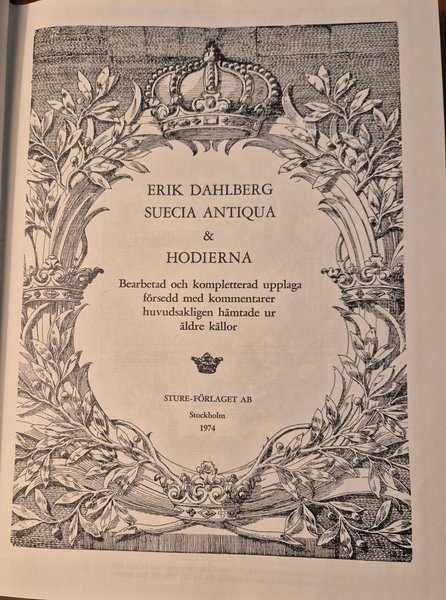 ERIK DAHLBERG
SUECIA ANTIQUA
&
HODIERNA
Bearbetad och kompletterad upplaga
försedd med kommentarer
huvudsakligen hämtade ur
äldre källor
STURE-FÖRLAGET AB
Stockholm
1974